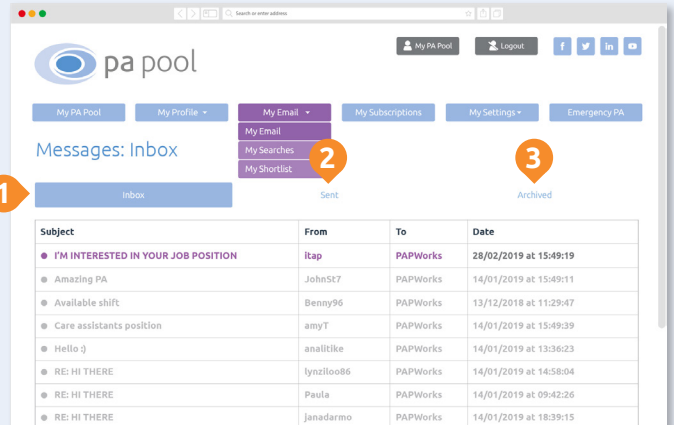 Search or enter address
pa pool
My PA Pool
Logout
My PA Pool
My Profile
My Email
My Subscriptions
My Settings
Emergency PA
My Email
My Searches
My Shortlist
Messages: Inbox
1
2
3
Inbox
Sent
Archived
Subject From To Date
I'M INTERESTED IN YOUR JOB POSITION itap PAPWorks 28/02/2019 at 15:49:19
Amazing PA JohnSt7 PAPWorks 14/01/2019 at 15:49:11
Available shift Benny96 PAPWorks 13/12/2018 at 11:29:47
Care assistants position amyT PAPWorks 14/01/2019 at 15:49:39
Hello :) analitike PAPWorks 14/01/2019 at 13:36:23
RE: HI THERE lynziloo86 PAPWorks 14/01/2019 at 14:58:04
RE: HI THERE Paula PAPWorks 14/01/2019 at 09:42:26
RE: HI THERE janadarmo PAPWorks 14/01/2019 at 18:39:15